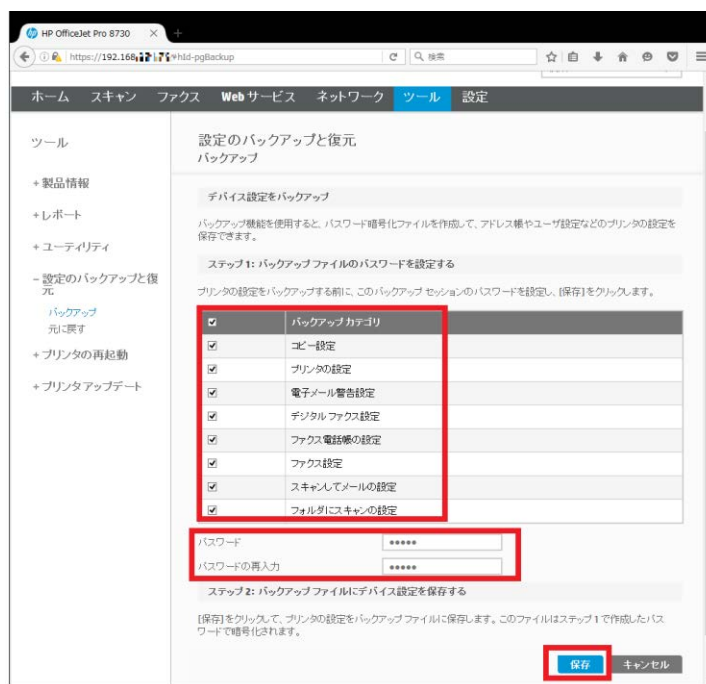 HP OfficeJet Pro 8730
https://192.168
#hId-pgBackup
検索
ホーム スキャン ファクス Webサービス ネットワーク ツール 設定
ツール
+製品情報
+レポート
+ユーティリティ
-設定のバックアップと復
元
バックアップ
元に戻す
+プリンタの再起動
+プリンタ アップデート
設定のバックアップと復元
バックアップ
デバイス設定をバックアップ
バックアップ機能を使用すると、パスワード暗号化ファイルを作成して、アドレス帳やユーザ設定などのプリンタの設定を
保存できます。
ステップ1: バックアップ ファイルのパスワードを設定する
プリンタの設定をバックアップする前に、このバックアップ セッションのパスワードを設定し、[保存]をクリックします。
バックアップ カテゴリ
コピー設定
プリンタの設定
電子メール警告設定
デジタル ファクス設定
ファクス電話帳の設定
ファクス設定
スキャンしてメールの設定
フォルダにスキャンの設定
パスワード •••••
パスワードの再入力 •••••
ステップ2: バックアップ ファイルにデバイス設定を保存する
[保存]をクリックして、プリンタの設定をバックアップ ファイルに保存します。このファイルはステップ1で作成したパス
ワードで暗号化されます。
保存 キャンセル